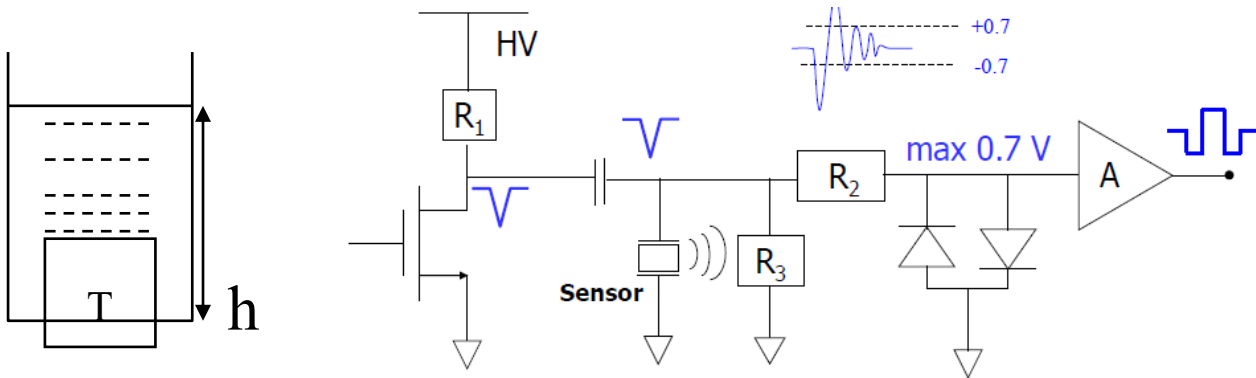 T
h
HV
R1
Sensor
R3
R2
+0.7
-0.7
max 0.7 V
A